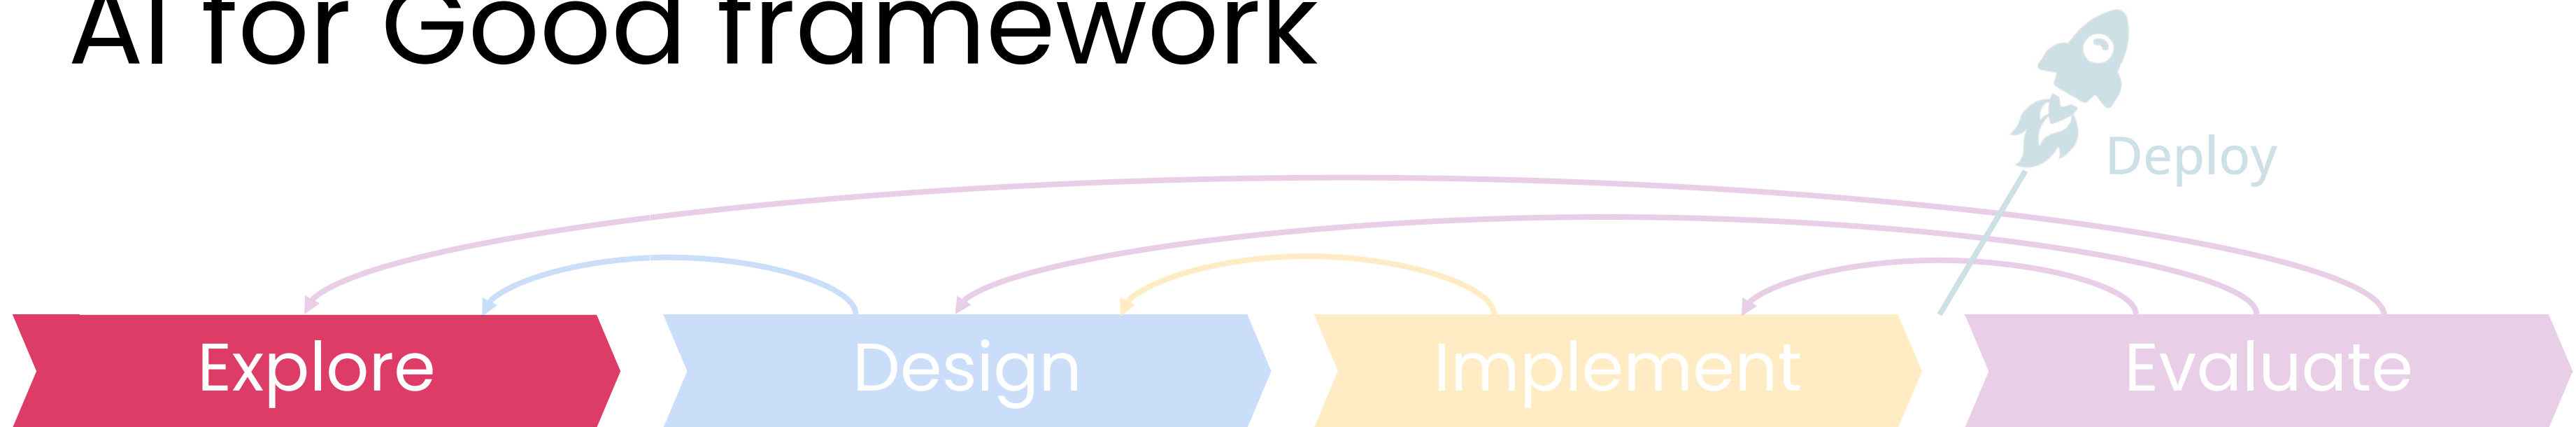 AI for Good framework
Deploy
Explore
Design
Implement
Evaluate